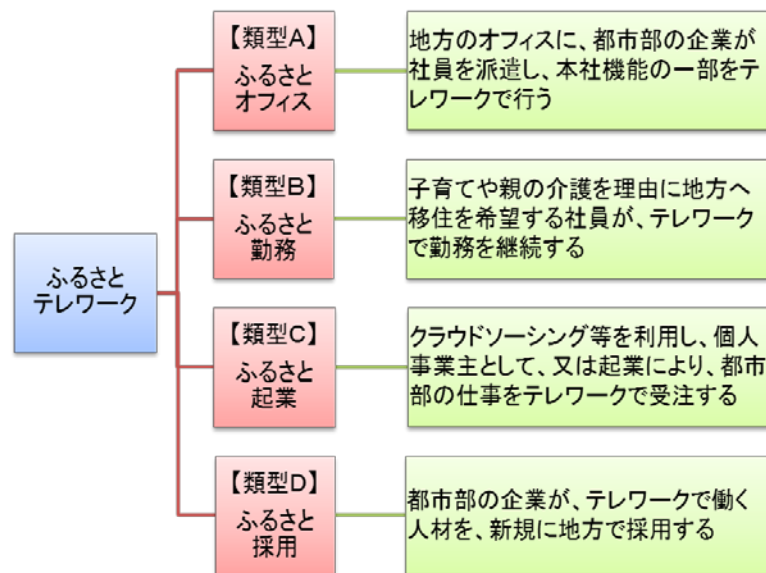 ふるさと
テレワーク
【類型A】
ふるさと
オフィス
地方のオフィスに、都市部の企業が
社員を派遣し、本社機能の一部をテ
レワークで行う
【類型B】
ふるさと
勤務
子育てや親の介護を理由に地方へ
移住を希望する社員が、テレワーク
で勤務を継続する
【類型C】
ふるさと
起業
クラウドソーシング等を利用し、個人
事業主として、又は起業により、都市
部の仕事をテレワークで受注する
【類型D】
ふるさと
採用
都市部の企業が、テレワークで働く
人材を、新規に地方で採用する